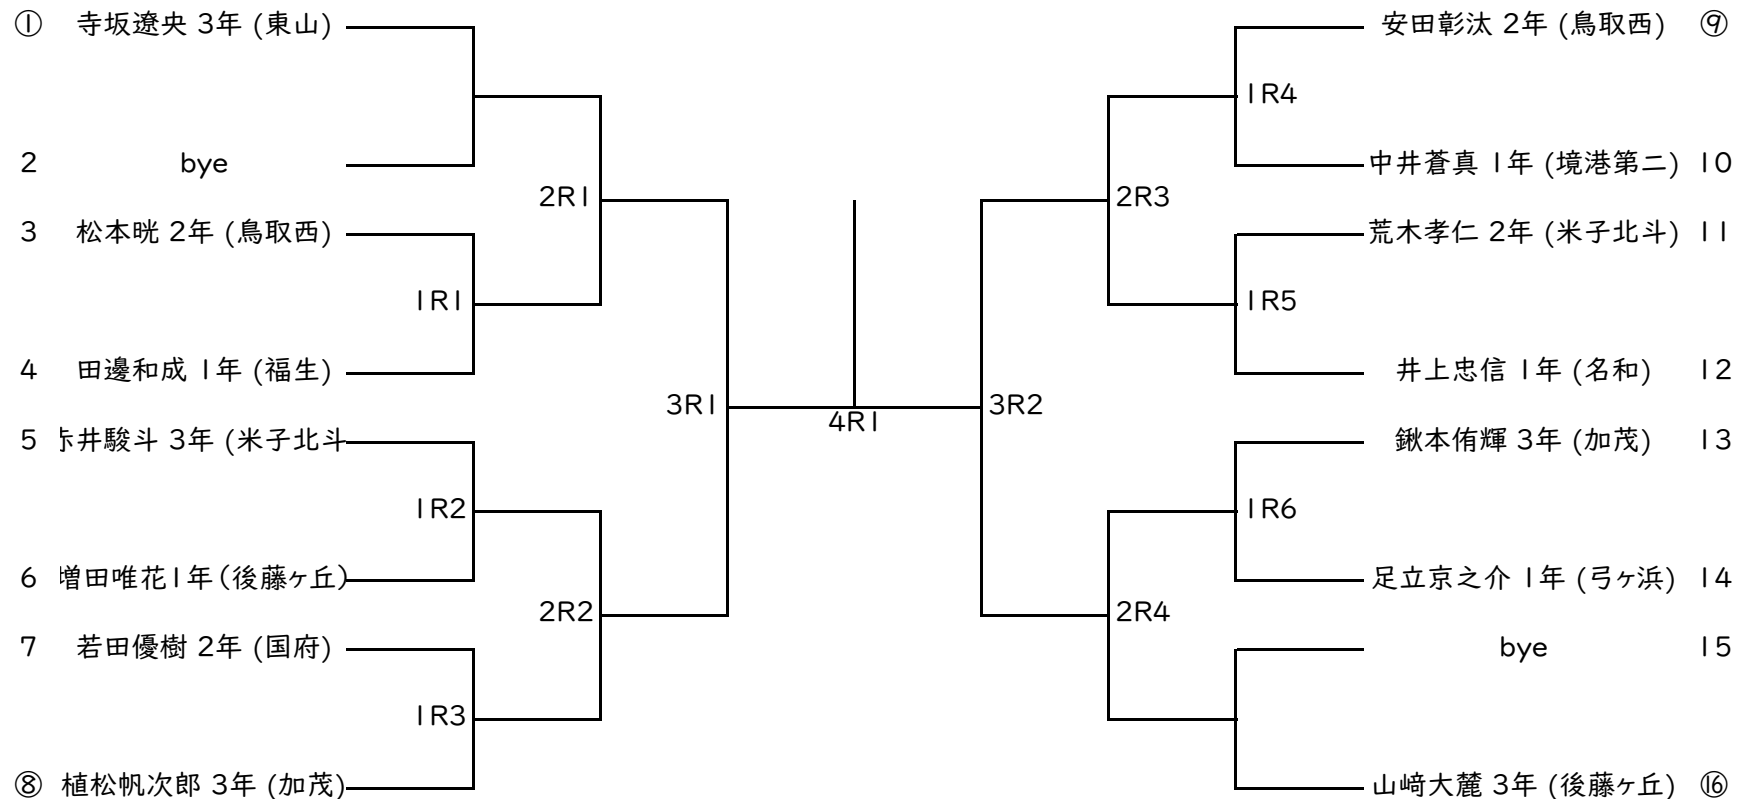 ① 寺坂遼央 3年 (東山)
2 bye
3 松本晄 2年 (鳥取西)
4 田邊和成 1年 (福生)
5 井駿斗 3年 (米子北斗
6 増田唯花1年(後藤ヶ丘)
7 若田優樹 2年 (国府)
⑧ 植松帆次郎 3年 (加茂)
1R1
1R2
1R3
2R1
2R2
3R1
4R1
3R2
2R3
2R4
1R4
1R5
1R6
安田彰汰 2年 (鳥取西) ⑨
中井蒼真 1年 (境港第二) 10
荒木孝仁 2年 (米子北斗) 11
井上忠信 1年 (名和) 12
鍬本侑輝 3年 (加茂) 13
足立京之介 1年 (弓ヶ浜) 14
bye 15
山﨑大麓 3年 (後藤ヶ丘) ⑯